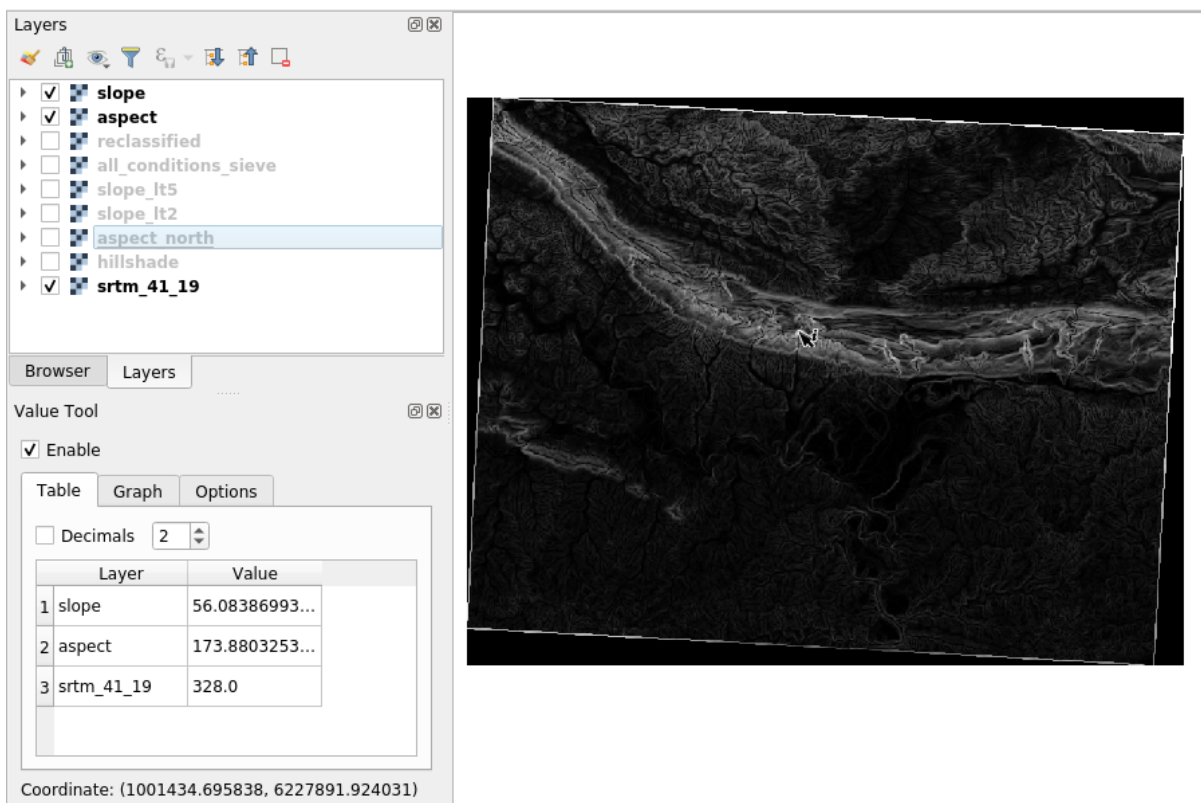 Layers
slope
aspect
reclassified
all_conditions_sieve
slope_lt5
slope_lt2
aspect_north
hillshade
srtm_41_19
Browser Layers
Value Tool
Enable
Table Graph Options
Decimals 2
Layer Value
1 slope 56.08386993...
2 aspect 173.8803253...
3 srtm_41_19 328.0
Coordinate: (1001434.695838, 6227891.924031)